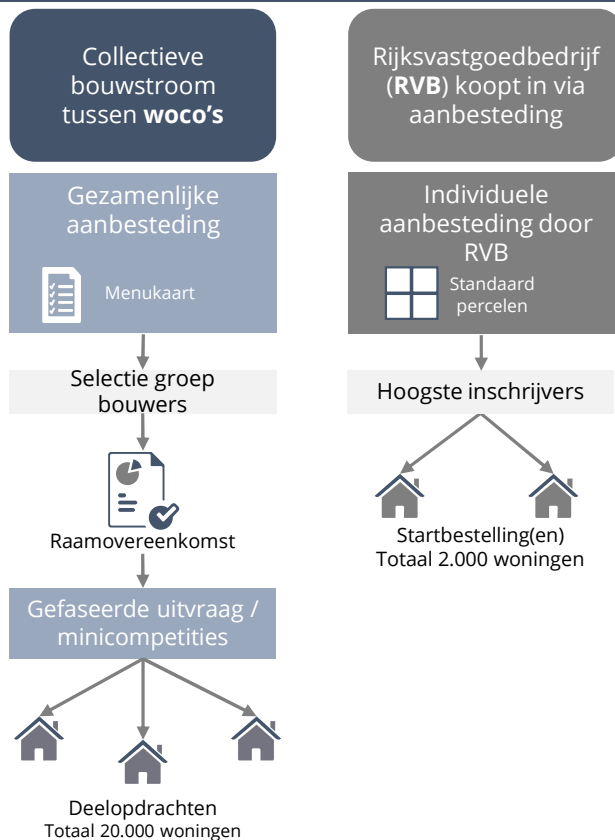 Collectieve
bouwstroom
tussen woco's
Gezamenlijke
aanbesteding
Menukaart
Selectie groep
bouwers
Raamovereenkomst
Gefaseerde uitvraag /
minicompetities
Deelopdrachten
Totaal 20.000 woningen
Rijksvastgoedbedrijf
(RVB) koopt in via
aanbesteding
Individuele
aanbesteding door
RVB
Standaard
percelen
Hoogste inschrijvers
Startbestelling(en)
Totaal 2.000 woningen